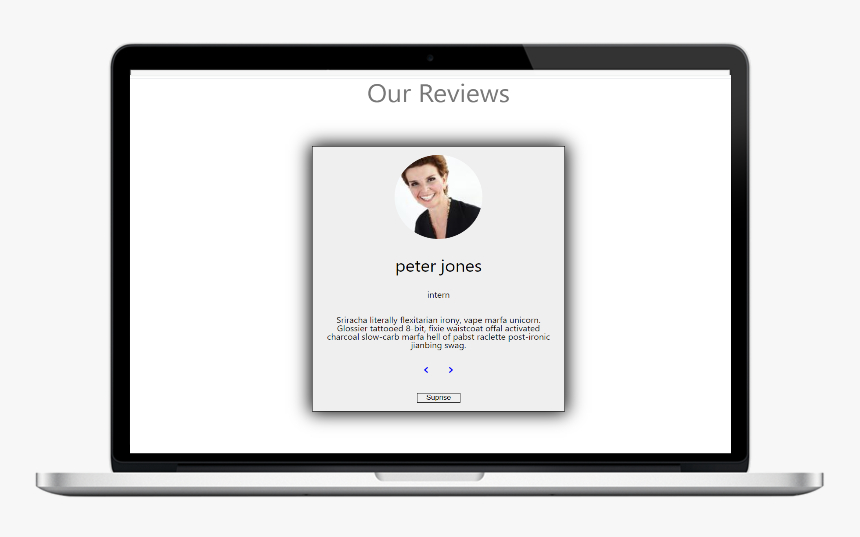 Our Reviews
peter jones
intern
Sriracha literally flexitarian irony, vape marfa unicorn.
Glossier tattooed 8-bit, fixie waistcoat offal activated
charcoal slow-carb marfa hell of pabst raclette post-ironic
jianbing swag.
Suprise